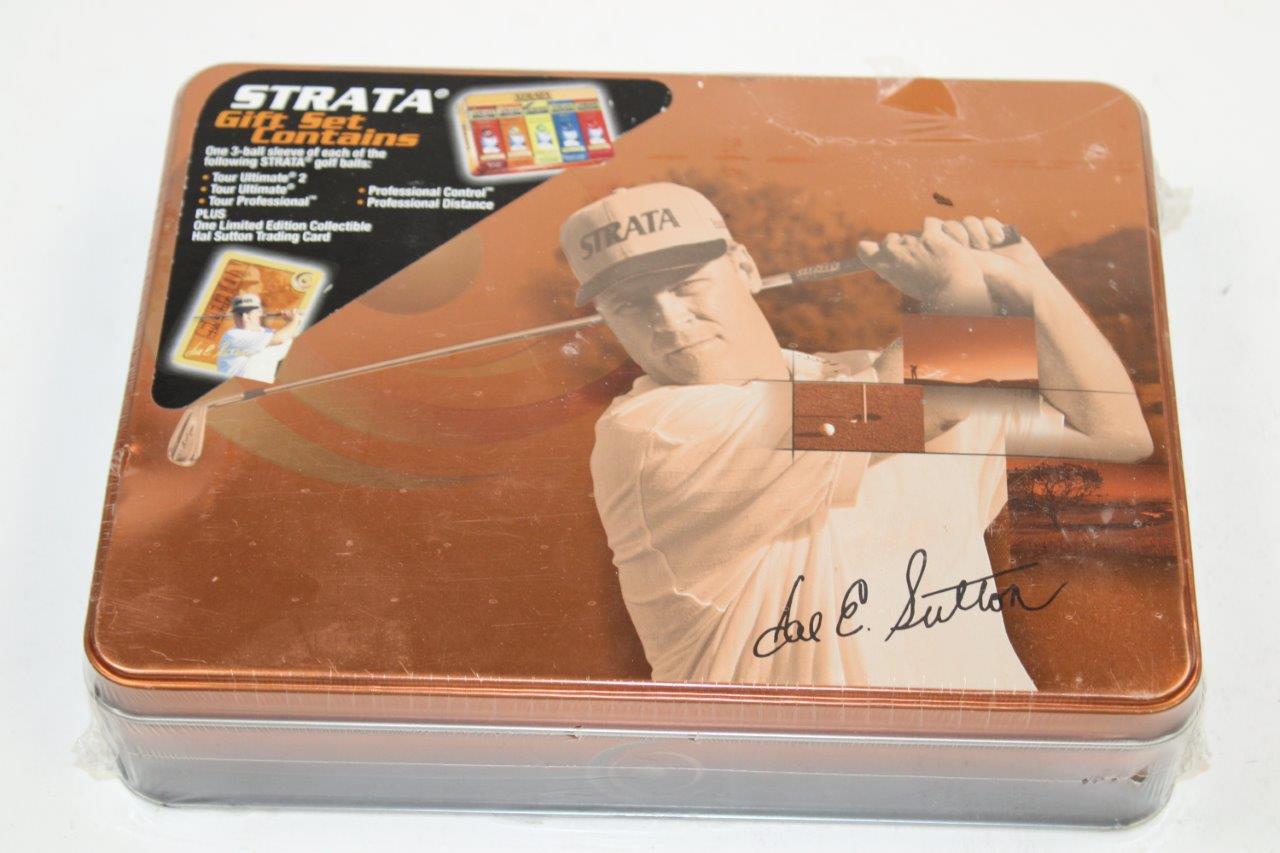 STRATA®
Gift Set
Contains
One 3-ball sleeve of each of the
following STRATA® golf balls:
• Tour Ultimate® 2
• Tour Ultimate®
• Tour Professional™
• Professional Control™
• Professional Distance
PLUS
One Limited Edition Collectible
Hal Sutton Trading Card
STRATA
STRATA
Hal E. Sutton